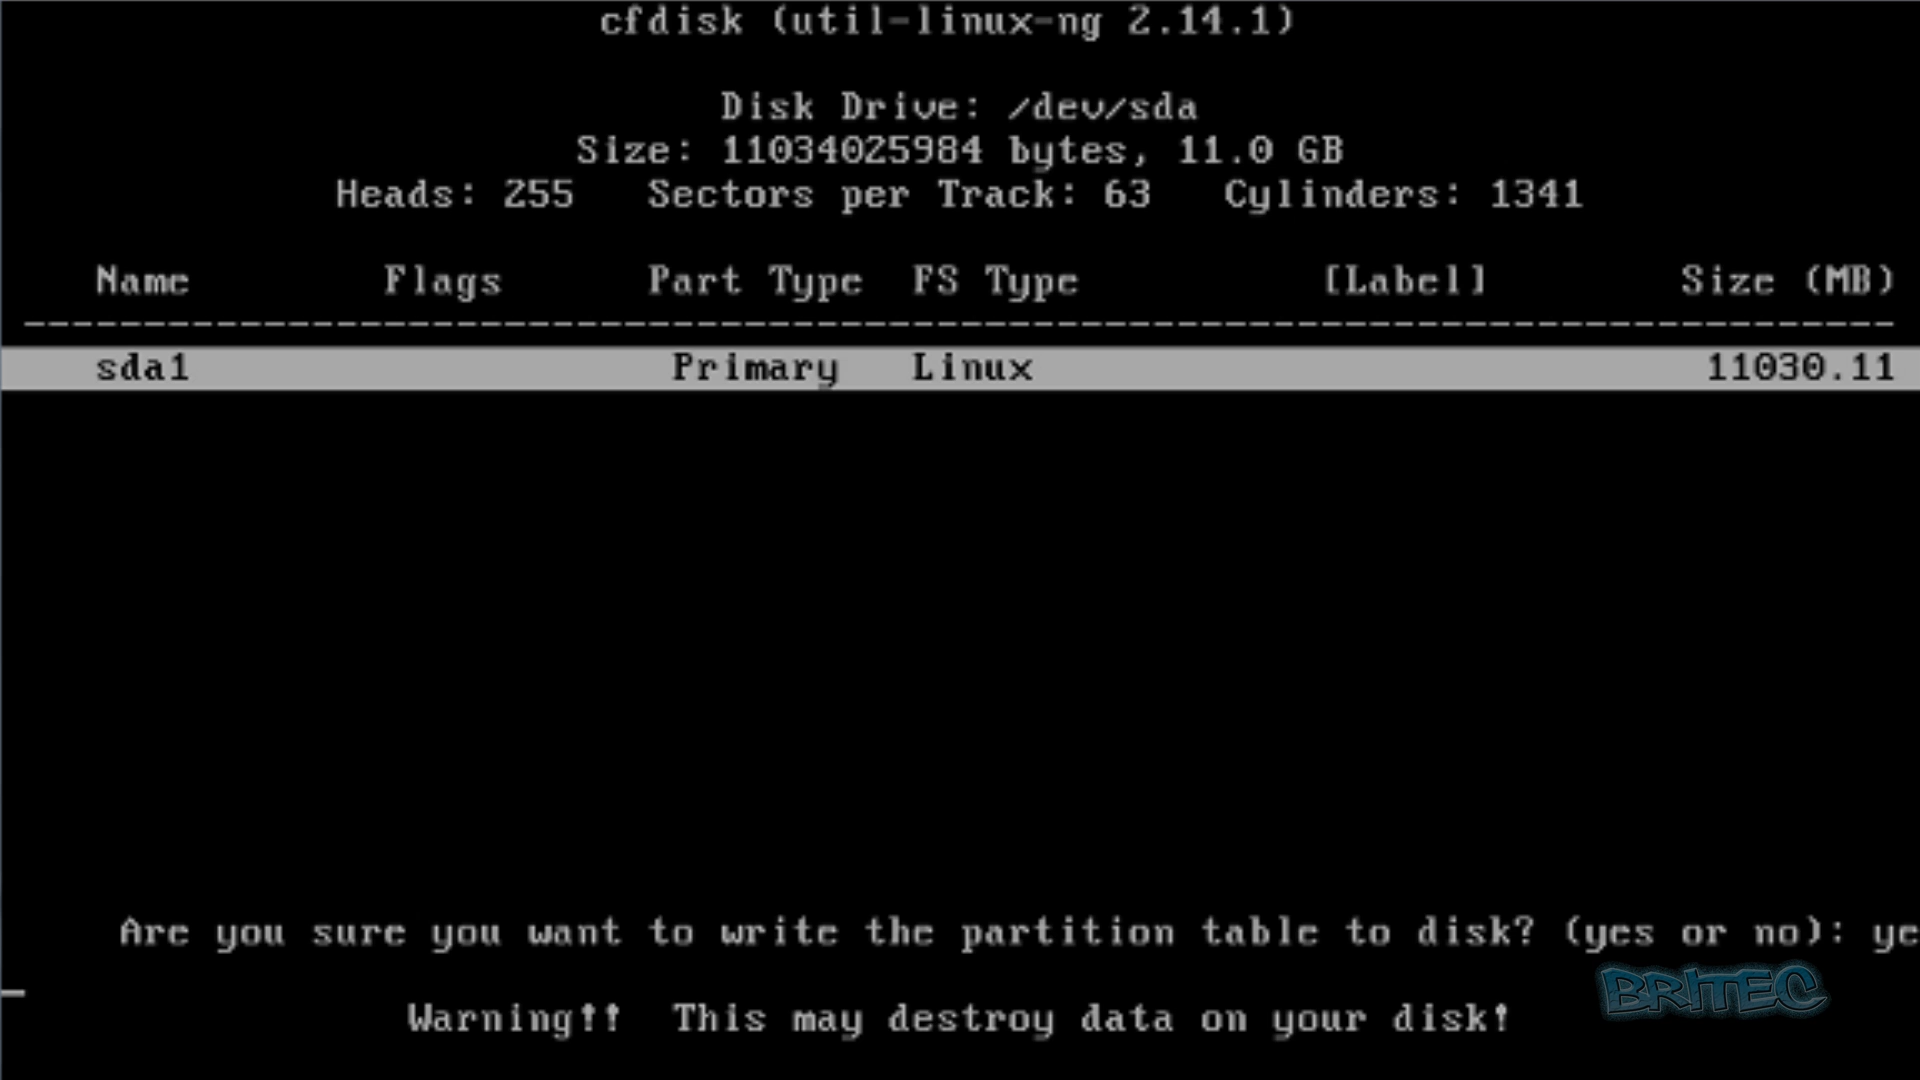 cfdisk (util-linux-ng 2.14.1)
Disk Drive: /dev/sda
Size: 11034025984 bytes, 11.0 GB
Heads: 255 Sectors per Track: 63 Cylinders: 1341
Name Flags Part Type FS Type [Label] Size (MB)
sda1 Primary Linux 11030.11
Are you sure you want to write the partition table to disk? (yes or no): ye
Warning!! This may destroy data on your disk!
BRITEC